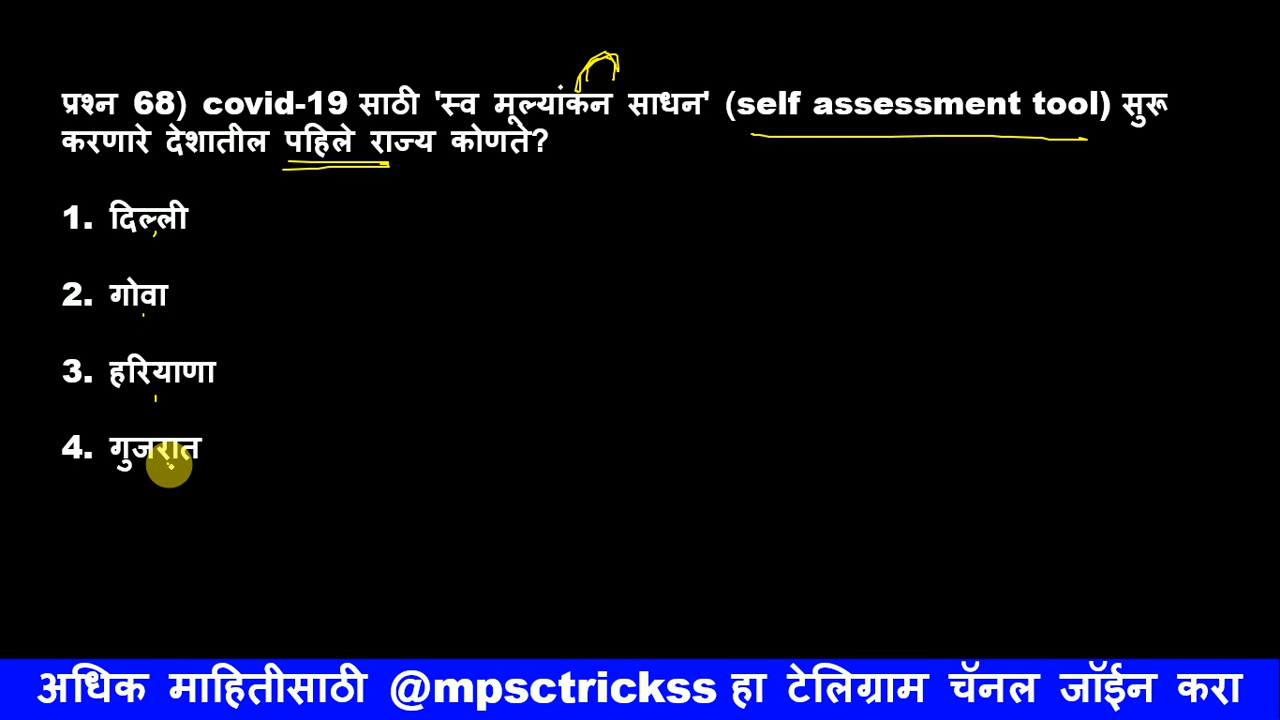 प्रश्न 68) covid-19 साठी 'स्व मूल्यांकन साधन' (self assessment tool) सुरू
करणारे देशातील पहिले राज्य कोणते?
1. दिल्ली
2. गोवा
3. हरियाणा
4. गुजरात
अधिक माहितीसाठी @mpsctrickss हा टेलिग्राम चॅनल जॉईन करा